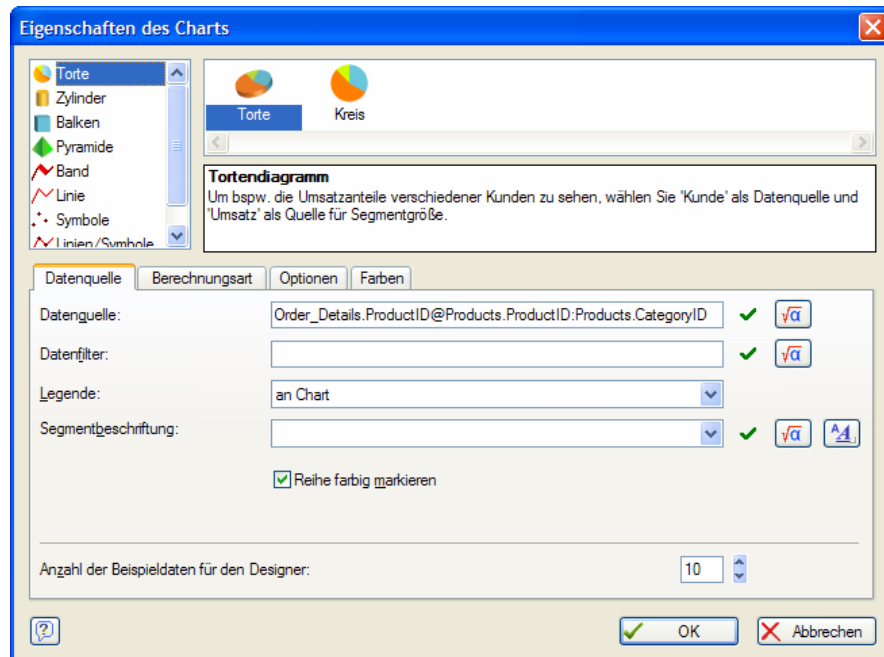 Eigenschaften des Charts
Torte
Zylinder
Balken
Pyramide
Band
Linie
Symbole
Linien/Symbole
Torte
Kreis
Tortendiagramm
Um bspw. die Umsatzanteile verschiedener Kunden zu sehen, wählen Sie 'Kunde' als Datenquelle und
'Umsatz' als Quelle für Segmentgröße.
Datenquelle
Berechnungsart
Optionen
Farben
Datenquelle:
Order_Details.ProductID@Products.ProductID:Products.CategoryID
√α
Datenfilter:
√α
Legende:
an Chart
Segmentbeschriftung:
√α
AA
Reihe farbig markieren
Anzahl der Beispieldaten für den Designer:
10
?
OK
Abbrechen